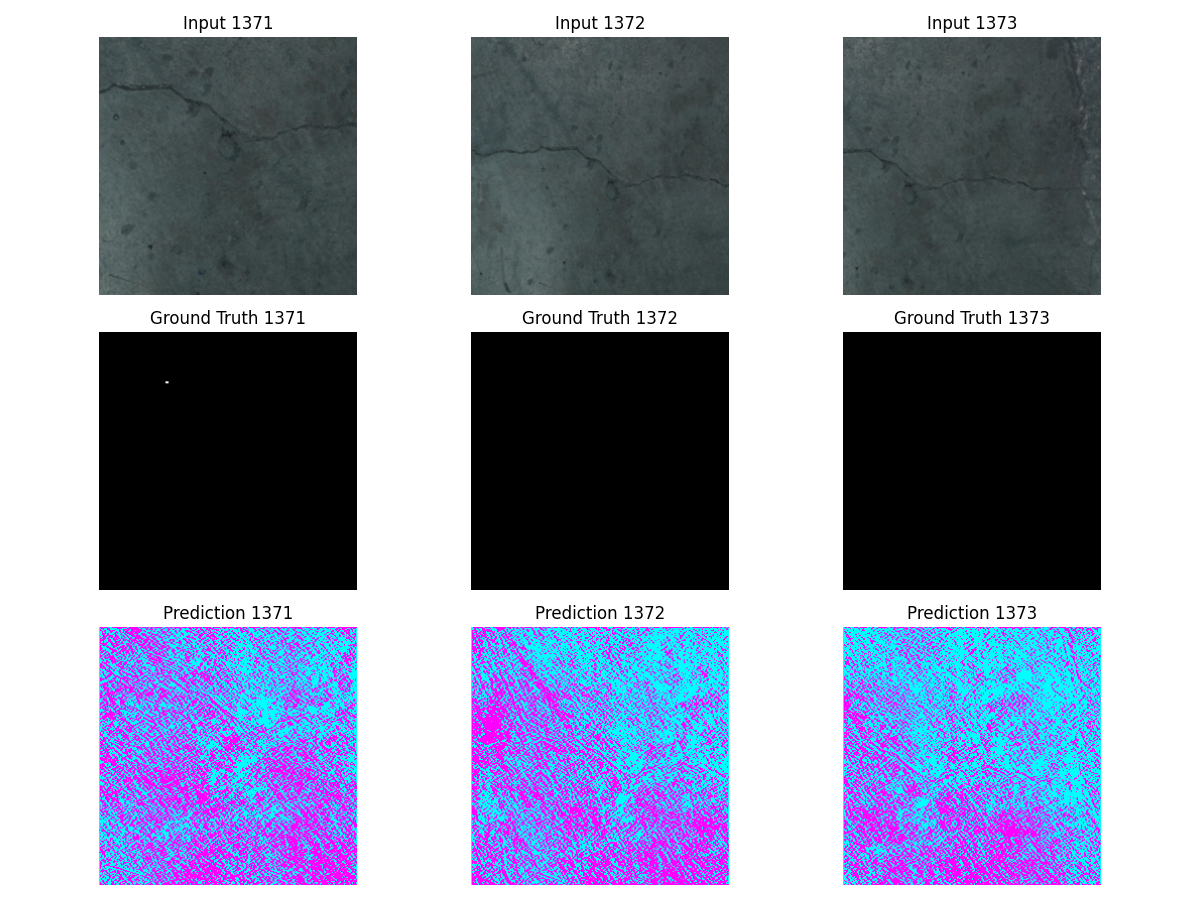 Input 1371
Input 1372
Input 1373
Ground Truth 1371
Ground Truth 1372
Ground Truth 1373
Prediction 1371
Prediction 1372
Prediction 1373